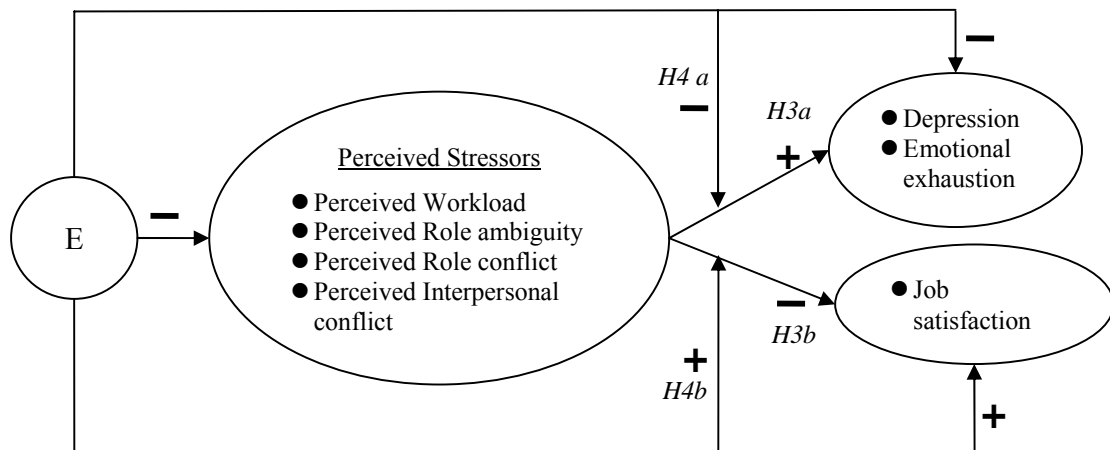 −
H4 a
−
H3a
+
● Depression
● Emotional
exhaustion
Perceived Stressors
● Perceived Workload
● Perceived Role ambiguity
● Perceived Role conflict
● Perceived Interpersonal
conflict
E
−
● Job
satisfaction
−
H3b
+
H4b
+